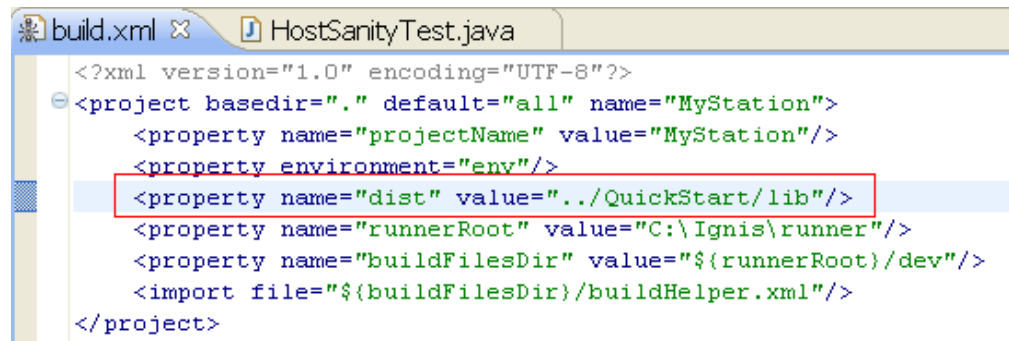 build.xml HostSanityTest.java
<?xml version="1.0" encoding="UTF-8"?>
<project basedir="." default="all" name="MyStation">
<property name="projectName" value="MyStation"/>
<property environment="env"/>
<property name="dist" value="../QuickStart/lib"/>
<property name="runnerRoot" value="C:\Ignis\runner"/>
<property name="buildFilesDir" value="${runnerRoot}/dev"/>
<import file="${buildFilesDir}/buildHelper.xml"/>
</project>